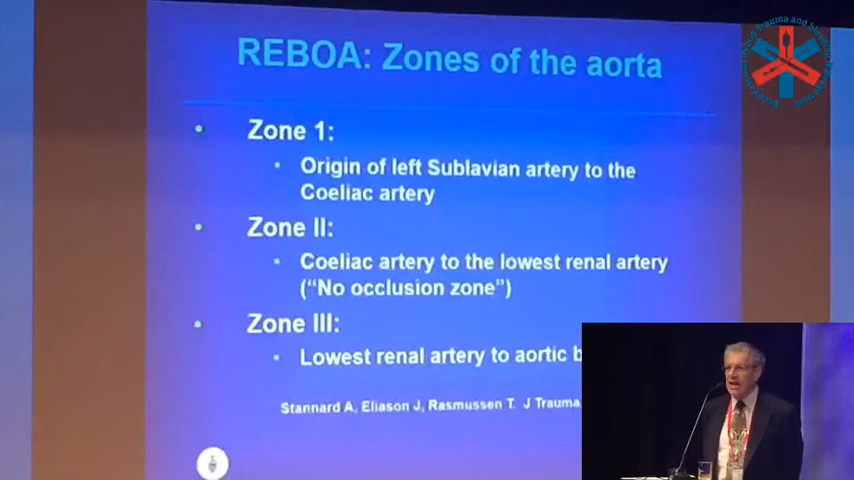 REBOA: Zones of the aorta
• Zone 1:
• Origin of left Sublavian artery to the
Coeliac artery
• Zone II:
• Coeliac artery to the lowest renal artery
("No occlusion zone")
• Zone III:
• Lowest renal artery to aortic b
Stannard A, Eliason J, Rasmussen T. J Trauma.